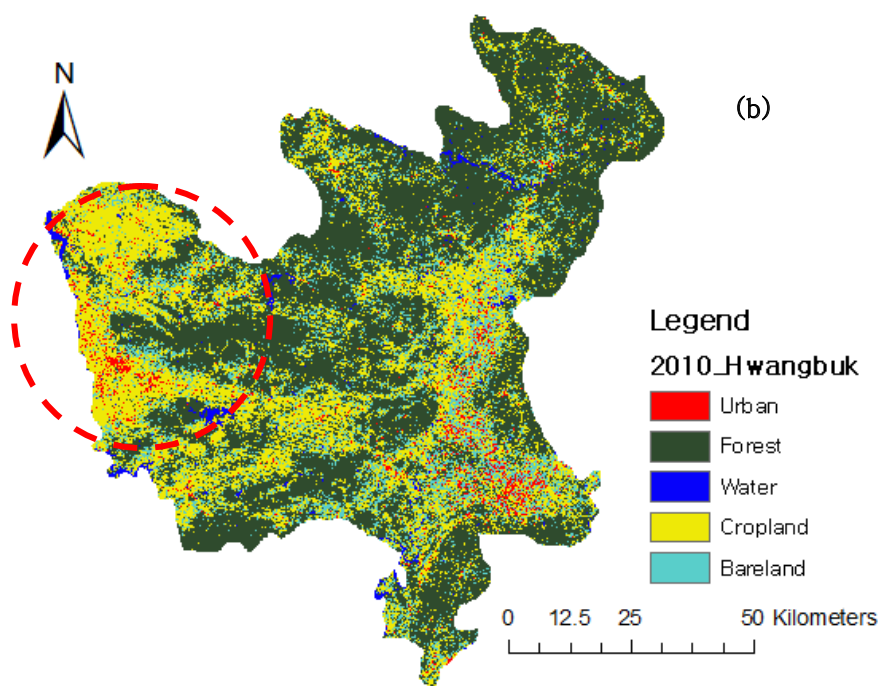 N
(b)
Legend
2010_Hwangbuk
Urban
Forest
Water
Cropland
Bareland
0 12.5 25 50 Kilometers